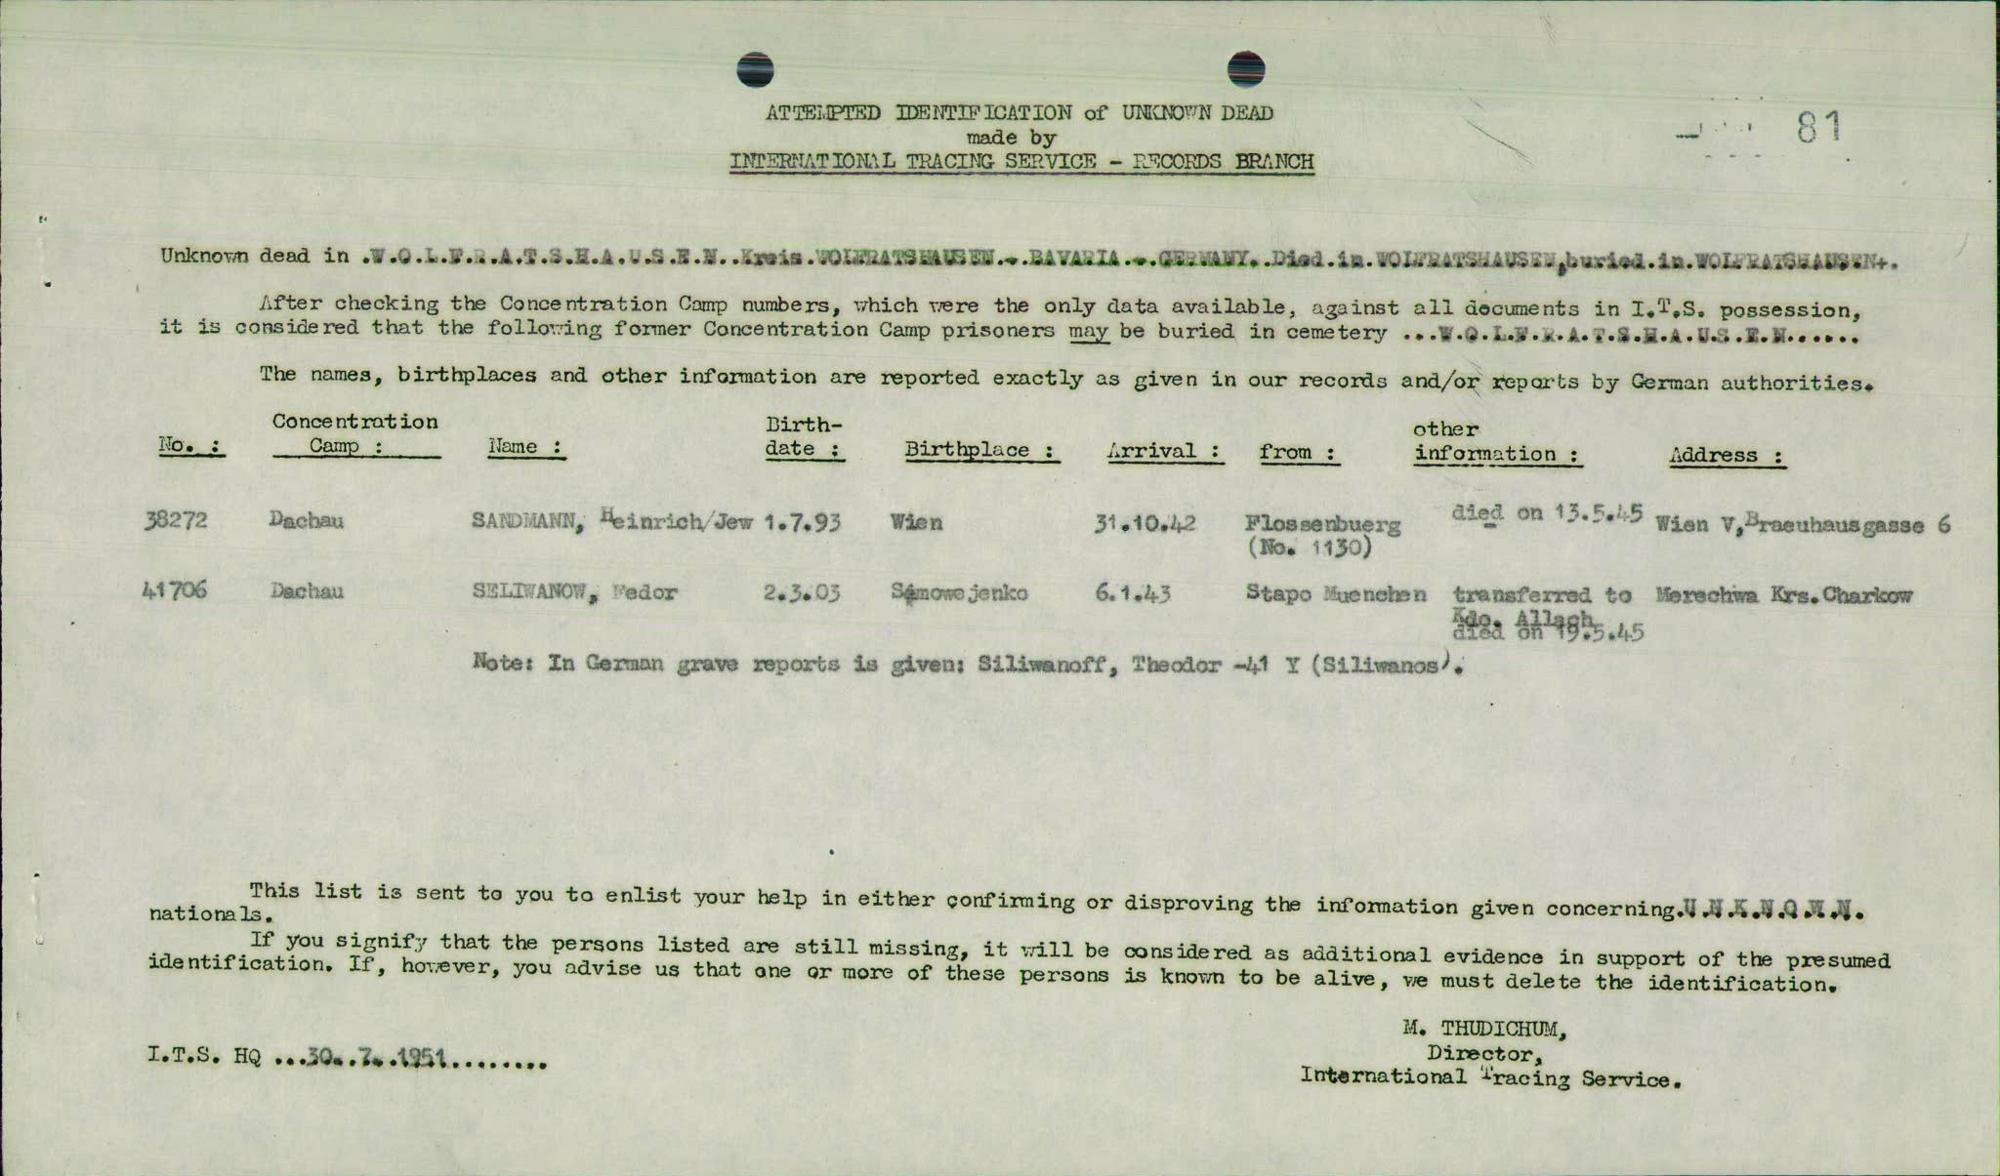 ATTEMPTED IDENTIFICATION of UNKNOWN DEAD
made by
INTERNATIONAL TRACING SERVICE - RECORDS BRANCH
81
Unknown dead in .W.O.L.F.R.A.T.S.H.A.U.S.E.N..Kreis.WOLFRATSHAUSEN.-.BAVARIA.-.GERMANY..Died.in.WOLFRATSHAUSEN,buried.in.WOLFRATSHAUSEN+.
After checking the Concentration Camp numbers, which were the only data available, against all documents in I.T.S. possession,
it is considered that the following former Concentration Camp prisoners may be buried in cemetery ...W.O.L.F.R.A.T.S.H.A.U.S.E.N......
The names, birthplaces and other information are reported exactly as given in our records and/or reports by German authorities.
No. : Concentration Camp : Name : Birth-date : Birthplace : Arrival : from : other information : Address :
38272 Dachau SANDMANN, Heinrich/Jew 1.7.93 Wien 31.10.42 Flossenbuerg died on 13.5.45 Wien V,Braeuhausgasse 6
(No. 1130)
41706 Dachau SELIWANOW, Fedor 2.3.03 Samowojenko 6.1.43 Stapo Muenchen transferred to Merechwa Krs.Charkow
Kdo. Allach
died on 19.5.45
Note: In German grave reports is given: Siliwanoff, Theodor -41 Y (Siliwanos).
This list is sent to you to enlist your help in either confirming or disproving the information given concerning.U.N.K.N.O.W.N.
nationals.
If you signify that the persons listed are still missing, it will be considered as additional evidence in support of the presumed
identification. If, however, you advise us that one or more of these persons is known to be alive, we must delete the identification.
M. THUDICHUM,
Director,
International Tracing Service.
I.T.S. HQ ...30..7..1951.........